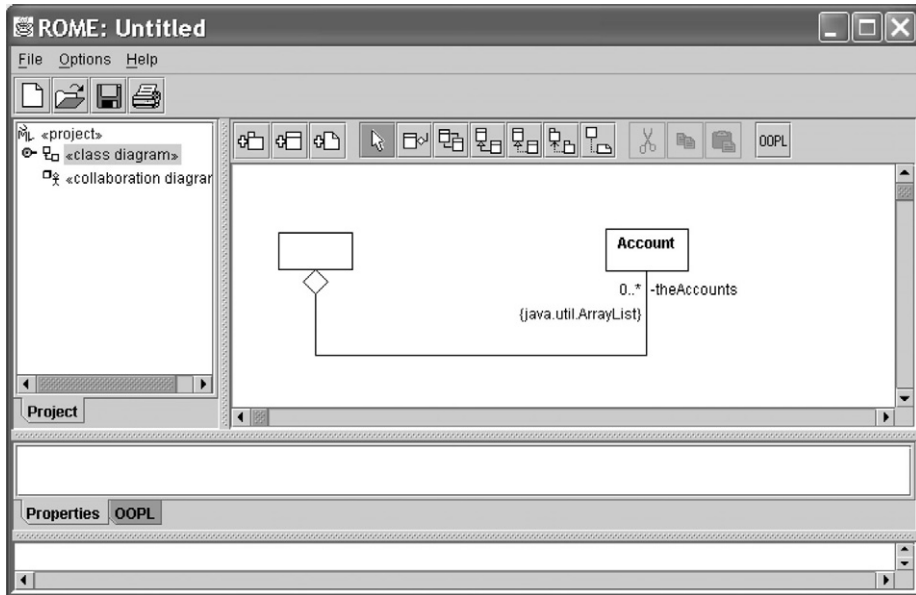 ROME: Untitled
File Options Help
«project»
«class diagram»
«collaboration diagrar
OOPL
Account
0..* -theAccounts
{java.util.ArrayList}
Project
Properties OOPL